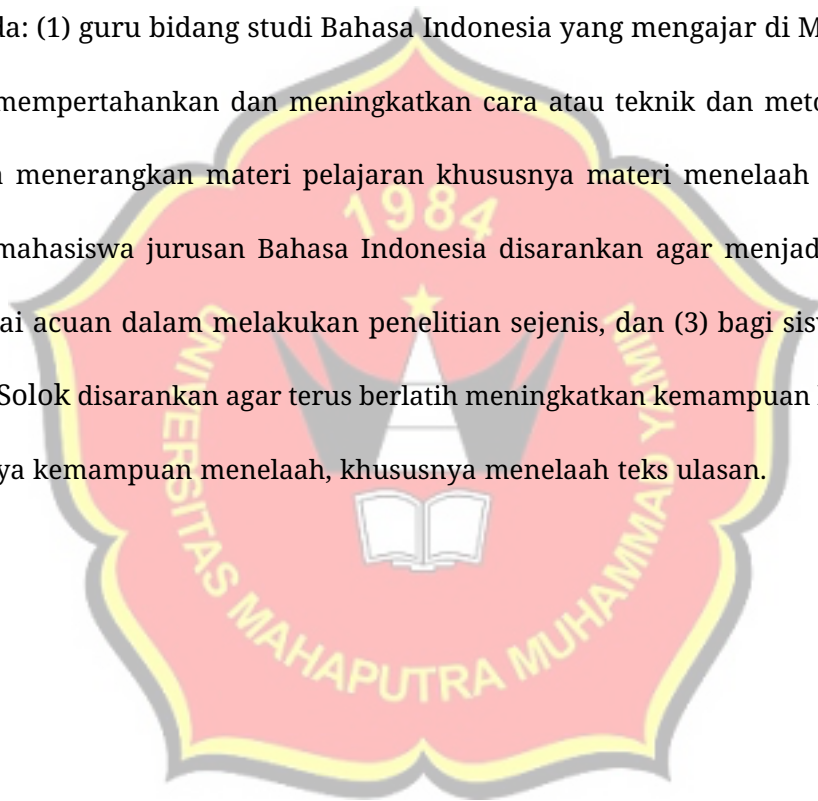 da: (1) guru bidang studi Bahasa Indonesia yang mengajar di M
mempertahankan dan meningkatkan cara atau teknik dan meto
menerangkan materi pelajaran khususnya materi menelaah
mahasiswa jurusan Bahasa Indonesia disarankan agar menjad
ai acuan dalam melakukan penelitian sejenis, dan (3) bagi sis
Solok disarankan agar terus berlatih meningkatkan kemampuan
ya kemampuan menelaah, khususnya menelaah teks ulasan.
1984
UNIVERSITAS MAHAPUTRA MUHAMMAD YAMIN